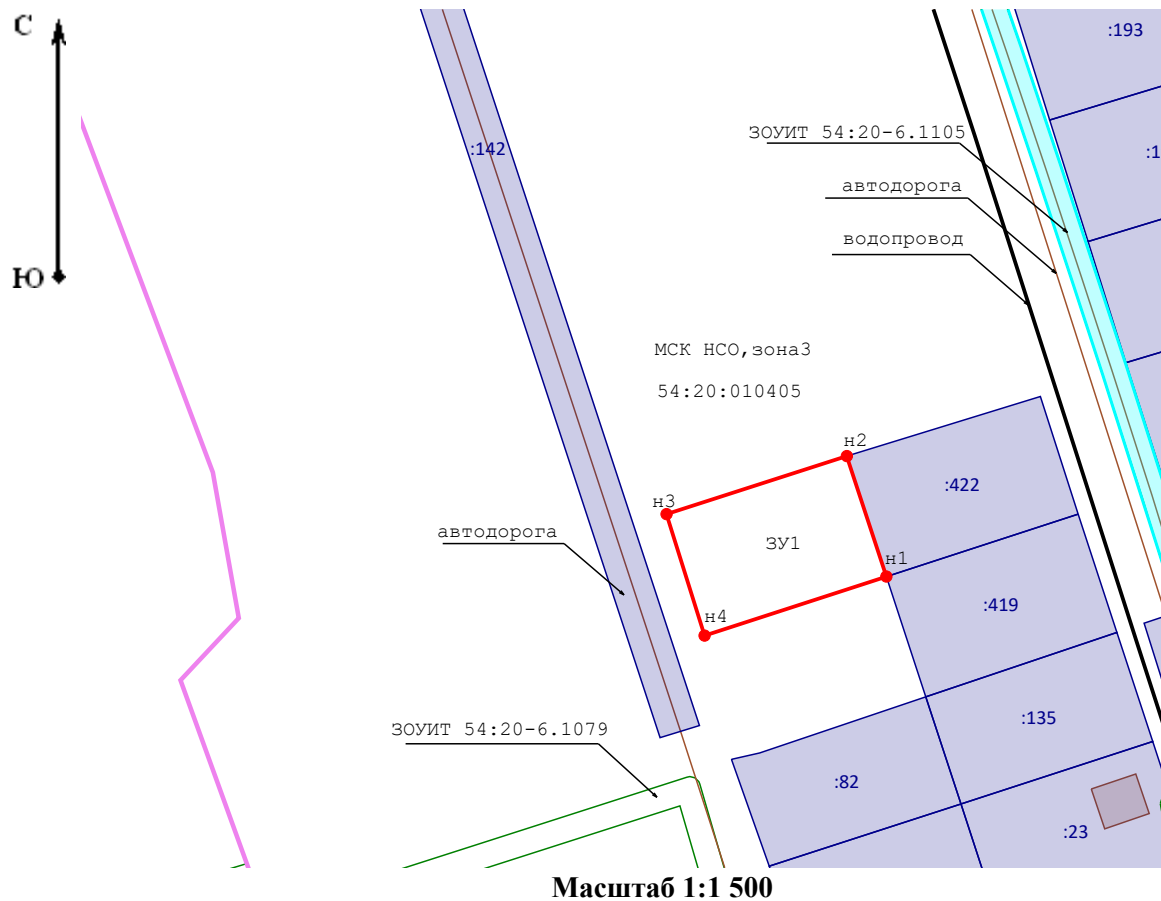 С
:193
ЗОУИТ 54:20-6.1105
:142
:1
автодорога
водопровод
Ю
МСК НСО,зона3
54:20:010405
н2
:422
н3
автодорога
ЗУ1
н1
:419
н4
ЗОУИТ 54:20-6.1079
:135
:82
:23
Масштаб 1:1 500